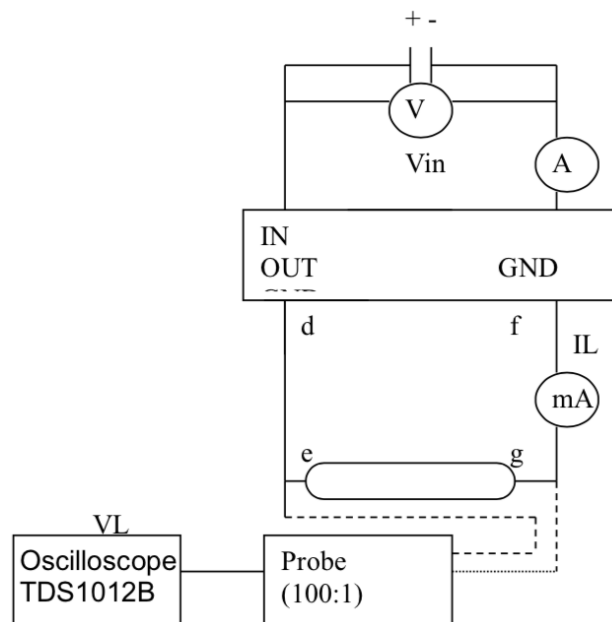 + -
V
Vin
A
IN
OUT GND
d f
IL
mA
e g
VL
Oscilloscope
TDS1012B
Probe
(100:1)